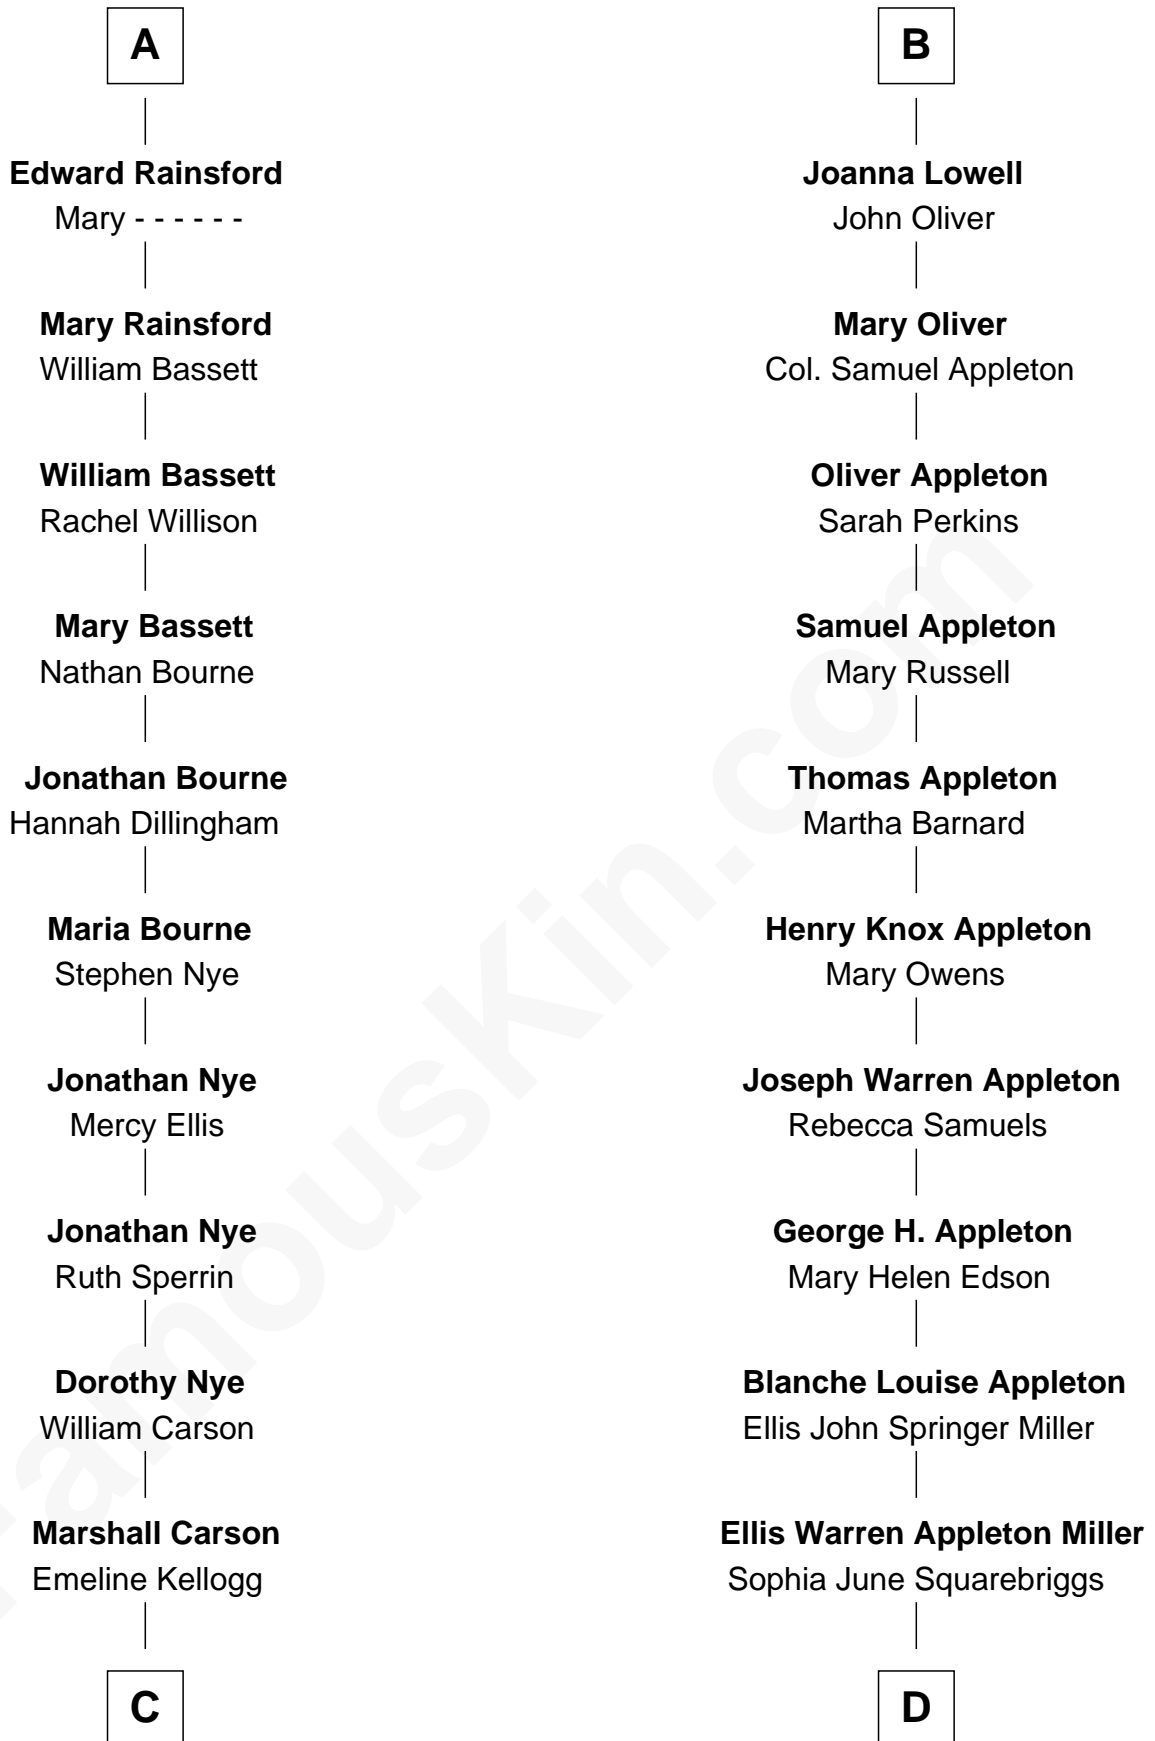 A
Edward Rainsford
Mary - - - - - -
Mary Rainsford
William Bassett
William Bassett
Rachel Willison
Mary Bassett
Nathan Bourne
Jonathan Bourne
Hannah Dillingham
Maria Bourne
Stephen Nye
Jonathan Nye
Mercy Ellis
Jonathan Nye
Ruth Sperrin
Dorothy Nye
William Carson
Marshall Carson
Emeline Kellogg
C
B
Joanna Lowell
John Oliver
Mary Oliver
Col. Samuel Appleton
Oliver Appleton
Sarah Perkins
Samuel Appleton
Mary Russell
Thomas Appleton
Martha Barnard
Henry Knox Appleton
Mary Owens
Joseph Warren Appleton
Rebecca Samuels
George H. Appleton
Mary Helen Edson
Blanche Louise Appleton
Ellis John Springer Miller
Ellis Warren Appleton Miller
Sophia June Squarebriggs
D
FamousKin.com